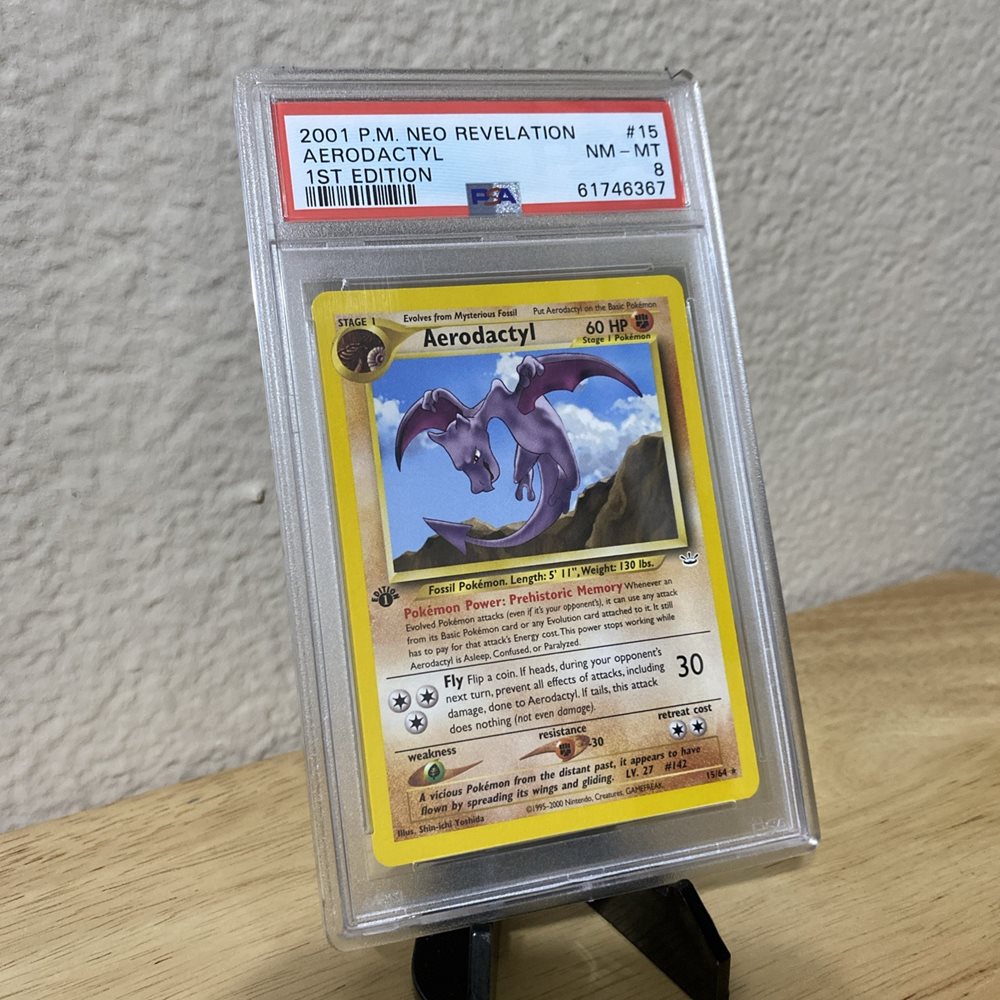 2001 P.M. NEO REVELATION #15
AERODACTYL NM - MT
1ST EDITION 8
PSA 61746367
STAGE 1 Evolves from Mysterious Fossil Put Aerodactyl on the Basic Pokémon
Aerodactyl 60 HP
Stage 1 Pokémon
Fossil Pokémon. Length: 5' 11", Weight: 130 lbs.
EDITION 1
Pokémon Power: Prehistoric Memory Whenever an
Evolved Pokémon attacks (even if it's your opponent's), it can use any attack
from its Basic Pokémon card or any Evolution card attached to it. It still
has to pay for that attack's Energy cost. This power stops working while
Aerodactyl is Asleep, Confused, or Paralyzed.
Fly Flip a coin. If heads, during your opponent's
next turn, prevent all effects of attacks, including
damage, done to Aerodactyl. If tails, this attack
does nothing (not even damage).
30
weakness resistance retreat cost
-30
A vicious Pokémon from the distant past, it appears to have
flown by spreading its wings and gliding. LV. 27 #142
15/64 ★
Illus. Shin-ichi Yoshida ©1995-2000 Nintendo, Creatures, GAMEFREAK